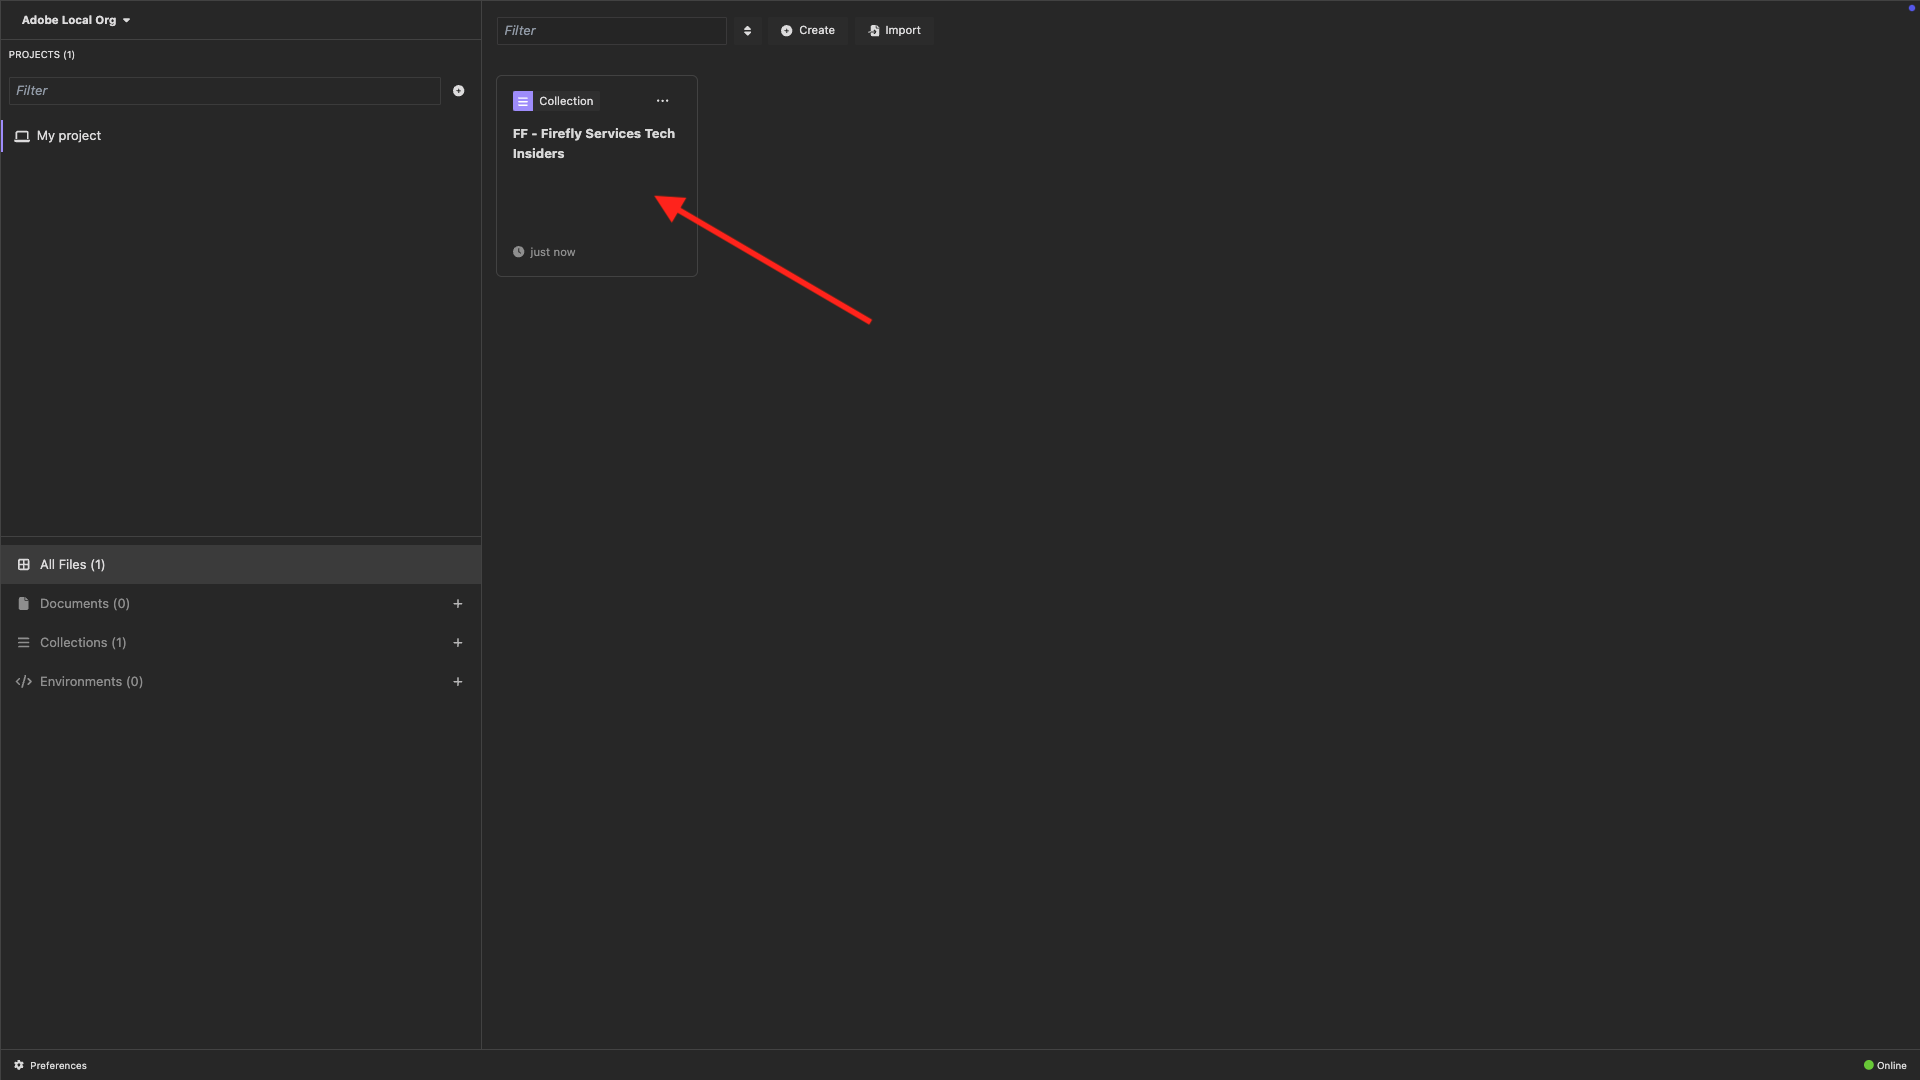 Adobe Local Org
PROJECTS (1)
Filter
My project
All Files (1)
Documents (0)
Collections (1)
Environments (0)
Preferences
Filter
Create
Import
Collection
FF - Firefly Services Tech
Insiders
just now
Online